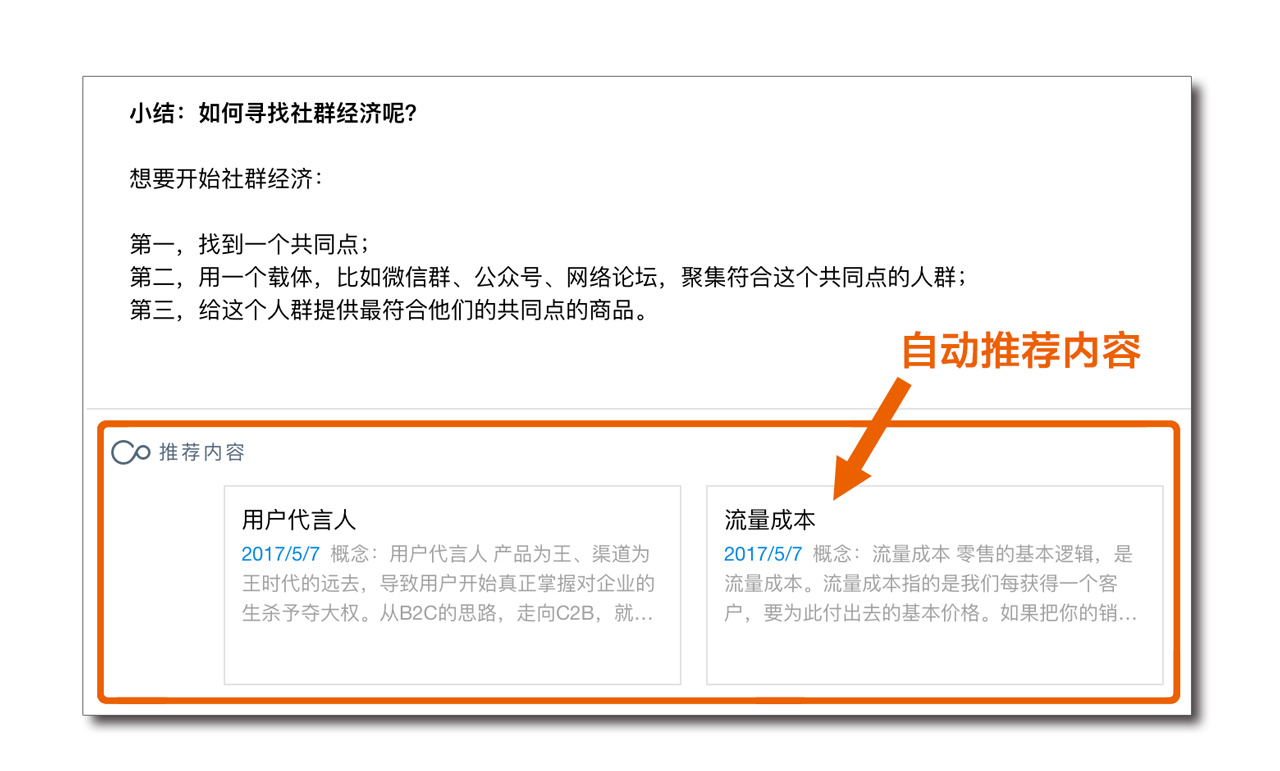 小结：如何寻找社群经济呢？
想要开始社群经济：
第一，找到一个共同点；
第二，用一个载体，比如微信群、公众号、网络论坛，聚集符合这个共同点的人群；
第三，给这个人群提供最符合他们的共同点的商品。
自动推荐内容
推荐内容
用户代言人
2017/5/7 概念：用户代言人 产品为王、渠道为
王时代的远去，导致用户开始真正掌握对企业的
生杀予夺大权。从B2C的思路，走向C2B，就…
流量成本
2017/5/7 概念：流量成本 零售的基本逻辑，是
流量成本。流量成本指的是我们每获得一个客
户，要为此付出去的基本价格。如果把你的销…